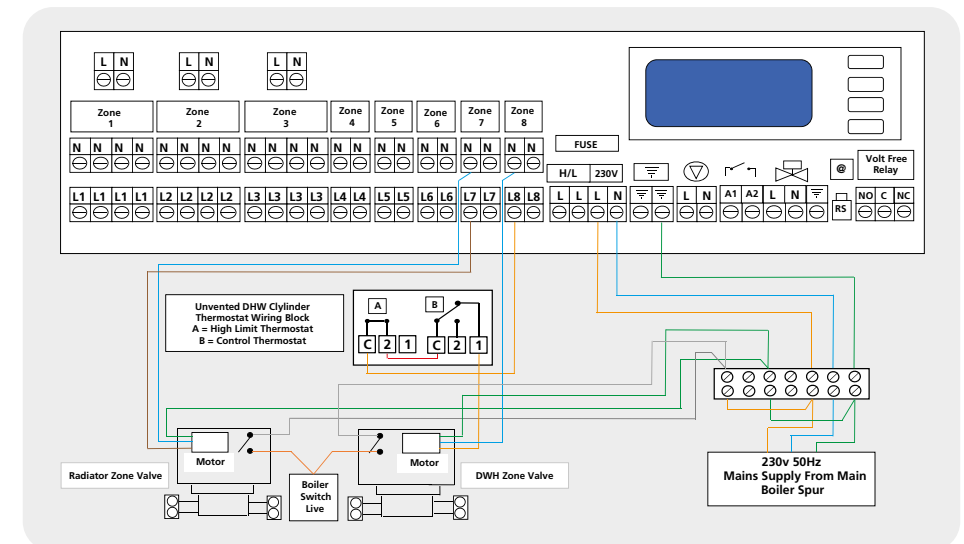 L N L N L N
Zone 1
Zone 2
Zone 3
Zone 4
Zone 5
Zone 6
Zone 7
Zone 8
N N N N N N N N N N N N N N N N N N N N N N
FUSE
H/L 230V
@
Volt Free
Relay
L1 L1 L1 L1 L2 L2 L2 L2 L3 L3 L3 L3 L4 L4 L5 L5 L6 L6 L7 L7 L8 L8
L L L N
L N
A1 A2 L N
RS
NO C NC
Unvented DHW Clylinder
Thermostat Wiring Block
A = High Limit Thermostat
B = Control Thermostat
A
B
C 2 1 C 2 1
Motor
Motor
Radiator Zone Valve
Boiler
Switch
Live
DWH Zone Valve
230v 50Hz
Mains Supply From Main
Boiler Spur